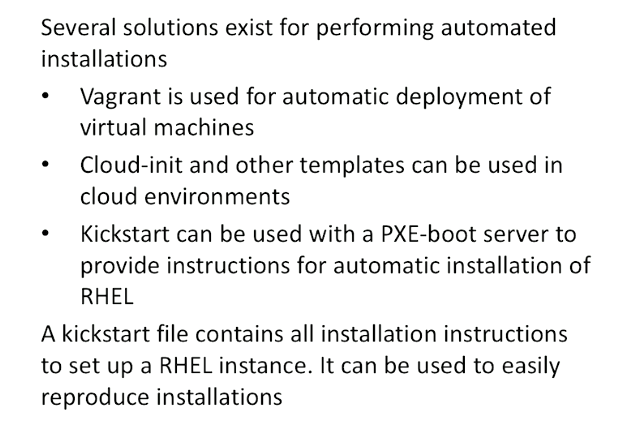 Several solutions exist for performing automated
installations
• Vagrant is used for automatic deployment of
virtual machines
• Cloud-init and other templates can be used in
cloud environments
• Kickstart can be used with a PXE-boot server to
provide instructions for automatic installation of
RHEL
A kickstart file contains all installation instructions
to set up a RHEL instance. It can be used to easily
reproduce installations